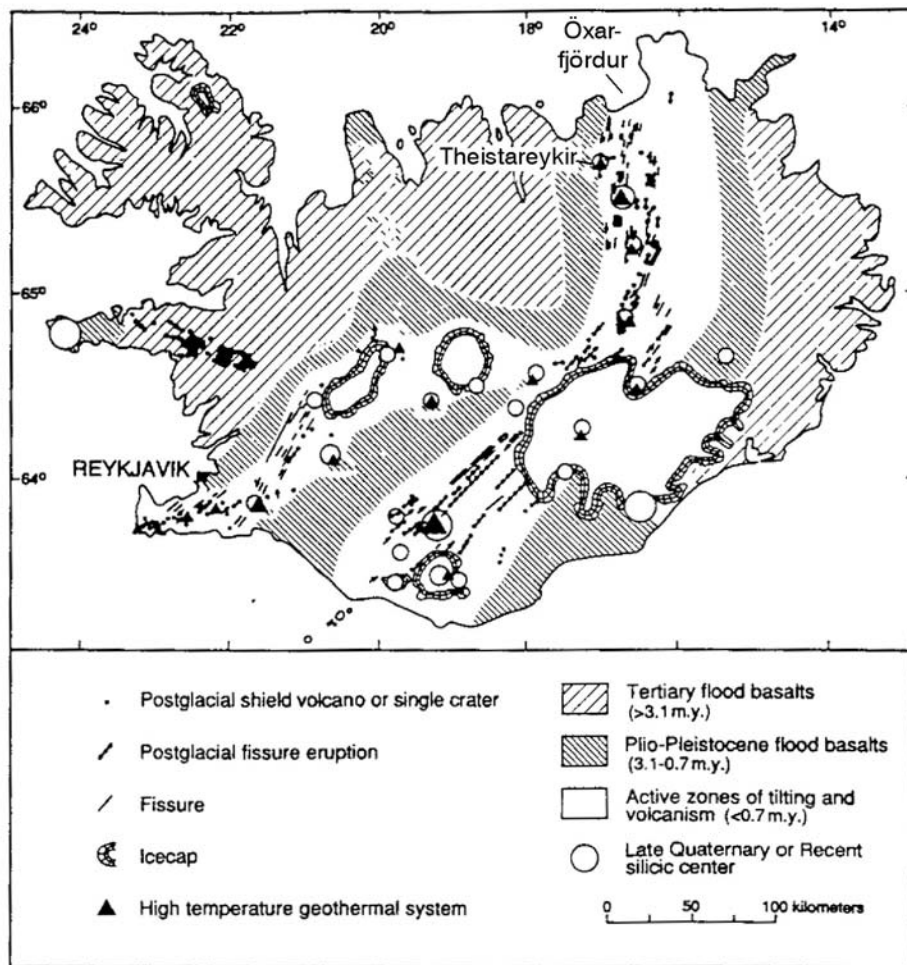 24°
22°
20°
18°
16°
14°
Öxar-
fjördur
66°
Theistareykir
65°
REYKJAVIK
64°
Postglacial shield volcano or single crater
Postglacial fissure eruption
Fissure
Icecap
High temperature geothermal system
Tertiary flood basalts
(>3.1 m.y.)
Plio-Pleistocene flood basalts
(3.1-0.7 m.y.)
Active zones of tilting and
volcanism (<0.7 m.y.)
Late Quaternary or Recent
silicic center
0 50 100 kilometers